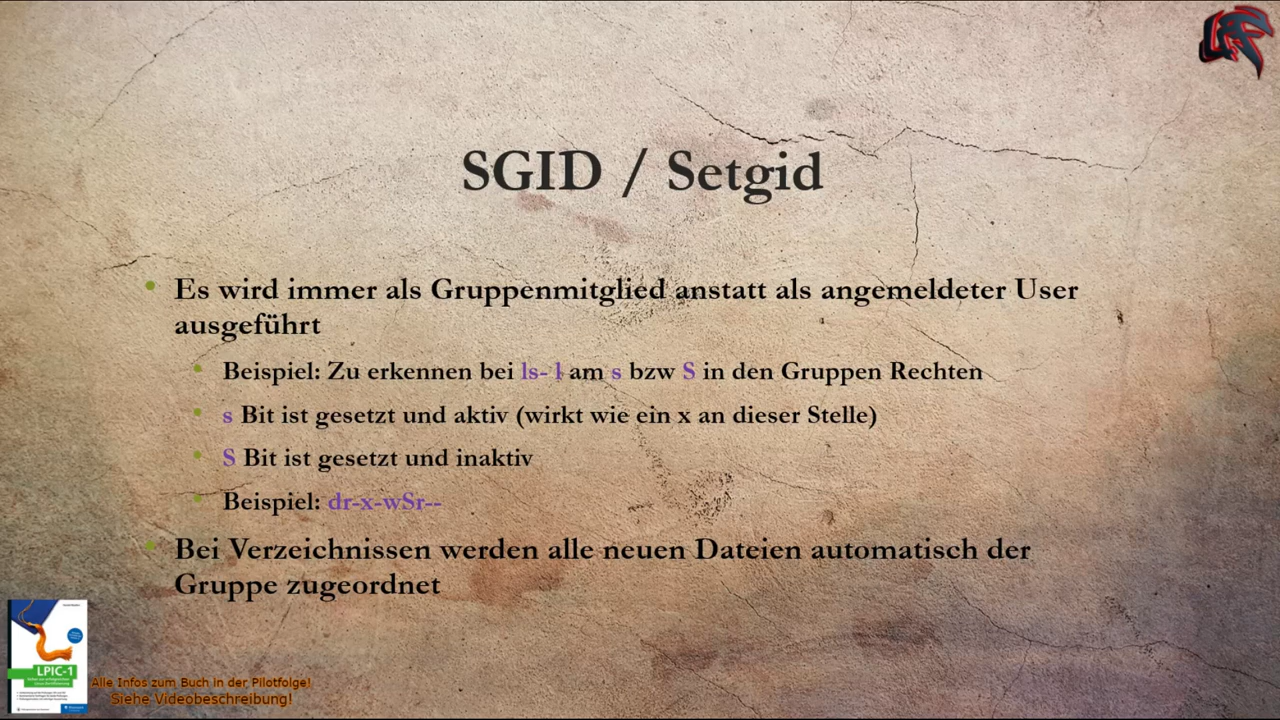 SGID / Setgid
Es wird immer als Gruppenmitglied anstatt als angemeldeter User
ausgeführt
Beispiel: Zu erkennen bei ls- l am s bzw S in den Gruppen Rechten
s Bit ist gesetzt und aktiv (wirkt wie ein x an dieser Stelle)
S Bit ist gesetzt und inaktiv
Beispiel: dr-x-wSr--
Bei Verzeichnissen werden alle neuen Dateien automatisch der
Gruppe zugeordnet
LPIC-1
Alle Infos zum Buch in der Pilotfolge!
Siehe Videobeschreibung!